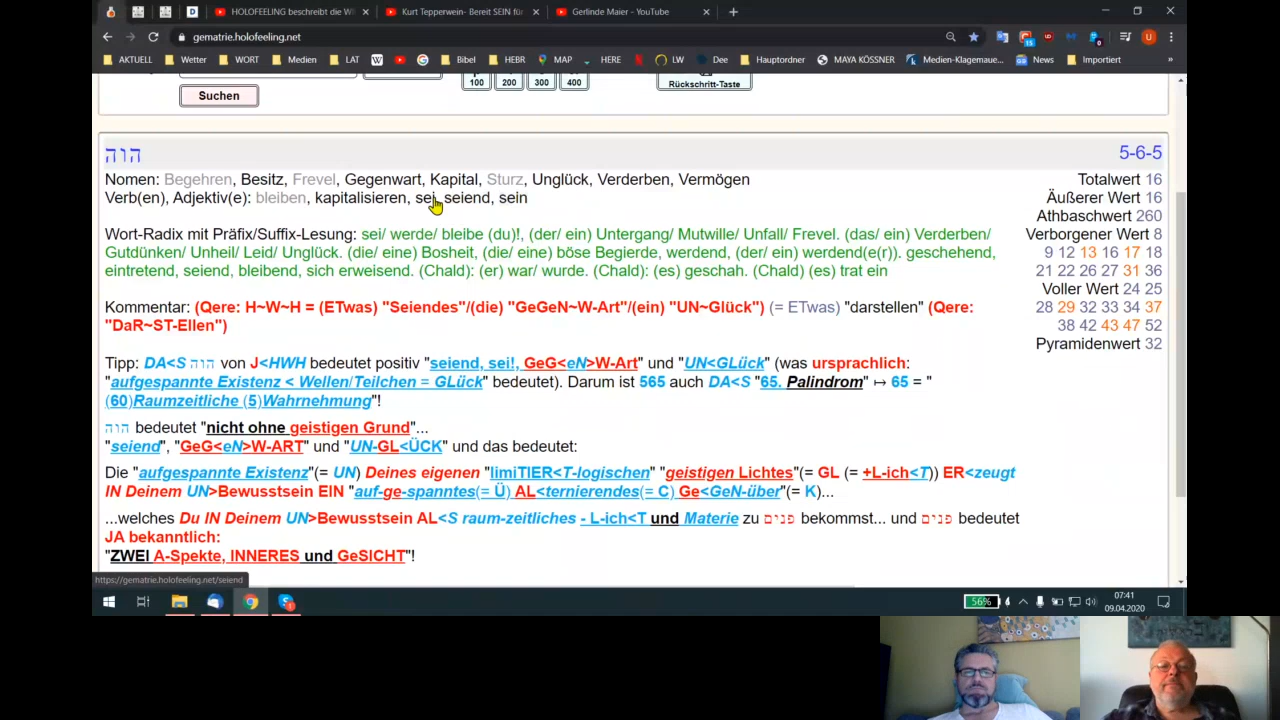 HOLOFEELING beschreibt die WI
Kurt Tepperwein- Bereit SEIN für
Gerlinde Maier - YouTube
gematrie.holofeeling.net
AKTUELL Wetter WORT Medien LAT Bibel HEBR MAP HERE LW Dee Hauptordner MAYA KÖSSNER Medien-Klagemaue... News Importiert »
100 200 300 400
Rückschritt-Taste
Suchen
הוה 5-6-5
Nomen: Begehren, Besitz, Frevel, Gegenwart, Kapital, Sturz, Unglück, Verderben, Vermögen
Verb(en), Adjektiv(e): bleiben, kapitalisieren, sei, seiend, sein
Totalwert 16
Äußerer Wert 16
Athbaschwert 260
Verborgener Wert 8
9 12 13 16 17 18
21 22 26 27 31 36
Voller Wert 24 25
28 29 32 33 34 37
38 42 43 47 52
Pyramidenwert 32
Wort-Radix mit Präfix/Suffix-Lesung: sei/ werde/ bleibe (du)!, (der/ ein) Untergang/ Mutwille/ Unfall/ Frevel. (das/ ein) Verderben/
Gutdünken/ Unheil/ Leid/ Unglück. (die/ eine) Bosheit, (die/ eine) böse Begierde, werdend, (der/ ein) werdend(e(r)). geschehend,
eintretend, seiend, bleibend, sich erweisend. (Chald): (er) war/ wurde. (Chald): (es) geschah. (Chald) (es) trat ein
Kommentar: (Qere: H~W~H = (ETwas) "Seiendes"/(die) "GeGeN~W-Art"/(ein) "UN~Glück") (= ETwas) "darstellen" (Qere:
"DaR~ST-Ellen")
Tipp: DA<S הוה von J<HWH bedeutet positiv "seiend, sei!, GeG<eN>W-Art" und "UN<GLück" (was ursprachlich:
"aufgespannte Existenz < Wellen/Teilchen = GLück" bedeutet). Darum ist 565 auch DA<S "65. Palindrom" ↦ 65 = "
(60)Raumzeitliche (5)Wahrnehmung"!
הוה bedeutet "nicht ohne geistigen Grund"...
"seiend", "GeG<eN>W-ART" und "UN-GL<ÜCK" und das bedeutet:
Die "aufgespannte Existenz"(= UN) Deines eigenen "limiTIER<T-logischen" "geistigen Lichtes"(= GL (= +L-ich<T)) ER<zeugt
IN Deinem UN>Bewusstsein EIN "auf-ge-spanntes(= Ü) AL<ternierendes(= C) Ge<GeN-über"(= K)...
...welches Du IN Deinem UN>Bewusstsein AL<S raum-zeitliches - L-ich<T und Materie zu פנים bekommst... und פנים bedeutet
JA bekanntlich:
"ZWEI A-Spekte, INNERES und GeSICHT"!
https://gematrie.holofeeling.net/seiend
56%
07:41
09.04.2020